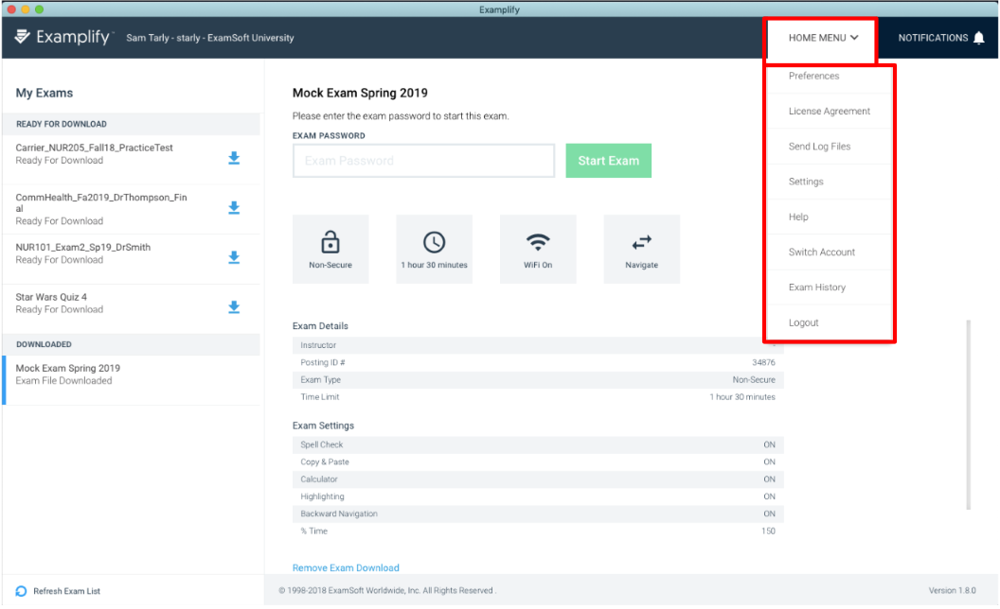 Examplify
Examplify
Sam Tarly - starly - ExamSoft University
HOME MENU
NOTIFICATIONS
My Exams
READY FOR DOWNLOAD
Carrier_NUR205_Fall18_PracticeTest
Ready For Download
CommHealth_Fa2019_DrThompson_Fin
al
Ready For Download
NUR101_Exam2_Sp19_DrSmith
Ready For Download
Star Wars Quiz 4
Ready For Download
DOWNLOADED
Mock Exam Spring 2019
Exam File Downloaded
Refresh Exam List
Mock Exam Spring 2019
Please enter the exam password to start this exam.
EXAM PASSWORD
Exam Password
Start Exam
Non-Secure
1 hour 30 minutes
WiFi On
Navigate
Exam Details
Instructor -
Posting ID # 34876
Exam Type Non-Secure
Time Limit 1 hour 30 minutes
Exam Settings
Spell Check ON
Copy & Paste ON
Calculator ON
Highlighting ON
Backward Navigation ON
% Time 150
Remove Exam Download
Preferences
License Agreement
Send Log Files
Settings
Help
Switch Account
Exam History
Logout
© 1998-2018 ExamSoft Worldwide, Inc. All Rights Reserved .
Version 1.8.0